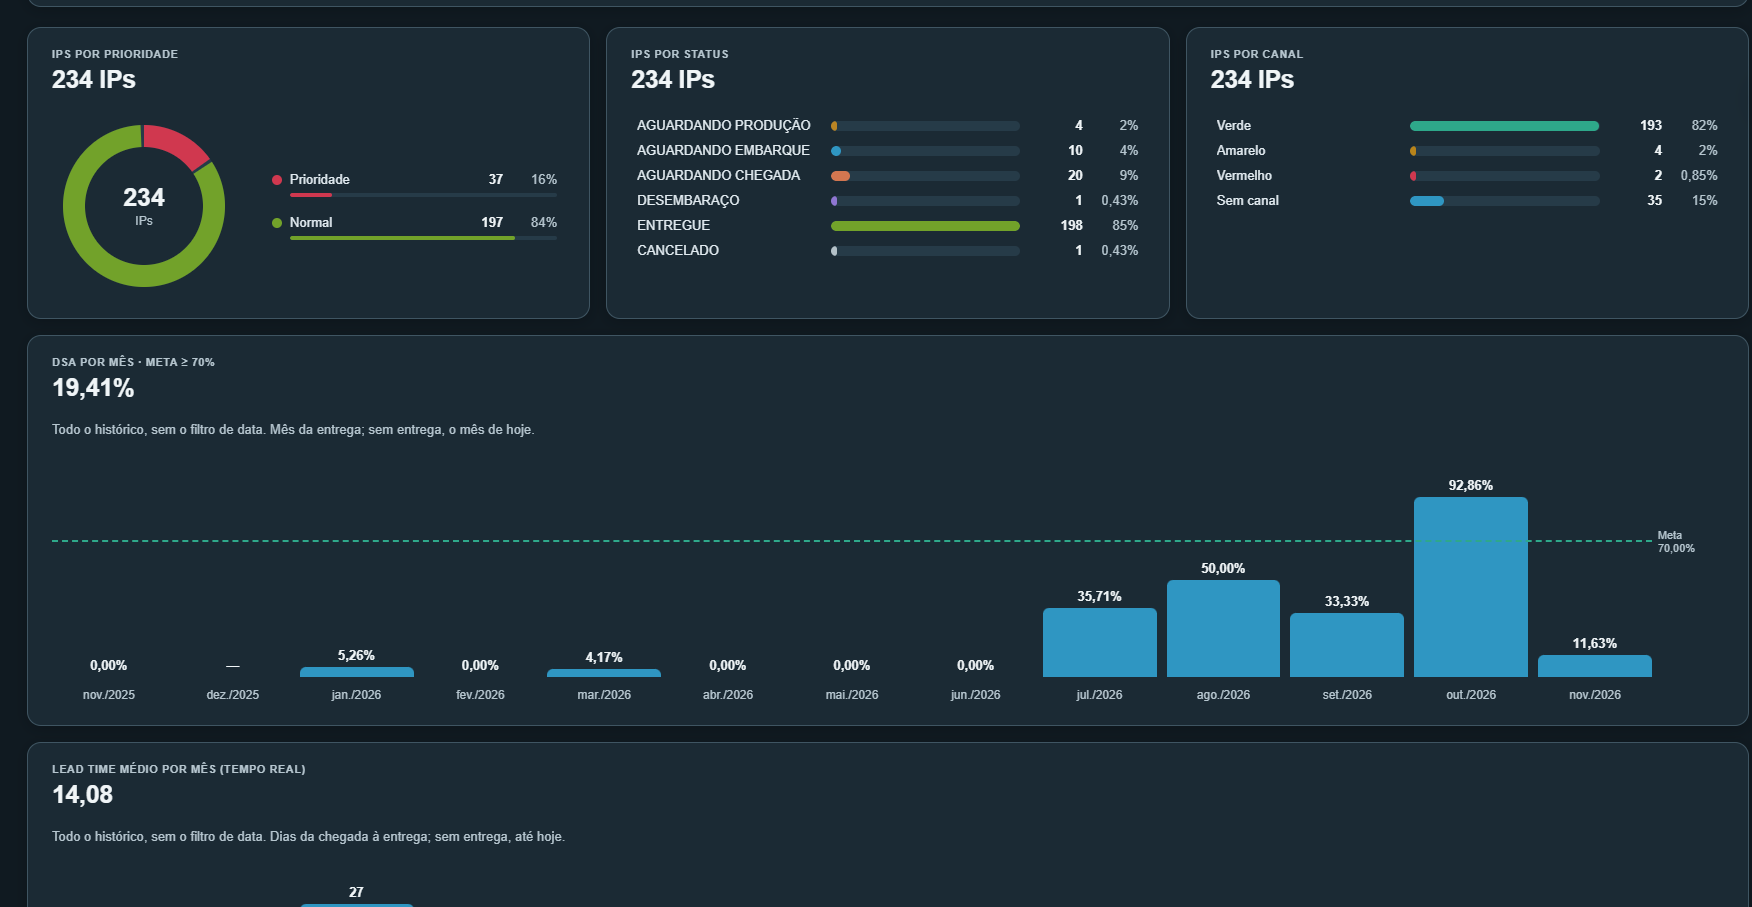 IPS POR PRIORIDADE
234 IPs
234
IPs
Prioridade 37 16%
Normal 197 84%
IPS POR STATUS
234 IPs
AGUARDANDO PRODUÇÃO 4 2%
AGUARDANDO EMBARQUE 10 4%
AGUARDANDO CHEGADA 20 9%
DESEMBARAÇO 1 0,43%
ENTREGUE 198 85%
CANCELADO 1 0,43%
IPS POR CANAL
234 IPs
Verde 193 82%
Amarelo 4 2%
Vermelho 2 0,85%
Sem canal 35 15%
DSA POR MÊS · META ≥ 70%
19,41%
Todo o histórico, sem o filtro de data. Mês da entrega; sem entrega, o mês de hoje.
92,86%
Meta
70,00%
50,00%
35,71%
33,33%
11,63%
0,00% — 5,26% 0,00% 4,17% 0,00% 0,00% 0,00%
nov./2025 dez./2025 jan./2026 fev./2026 mar./2026 abr./2026 mai./2026 jun./2026 jul./2026 ago./2026 set./2026 out./2026 nov./2026
LEAD TIME MÉDIO POR MÊS (TEMPO REAL)
14,08
Todo o histórico, sem o filtro de data. Dias da chegada à entrega; sem entrega, até hoje.
27